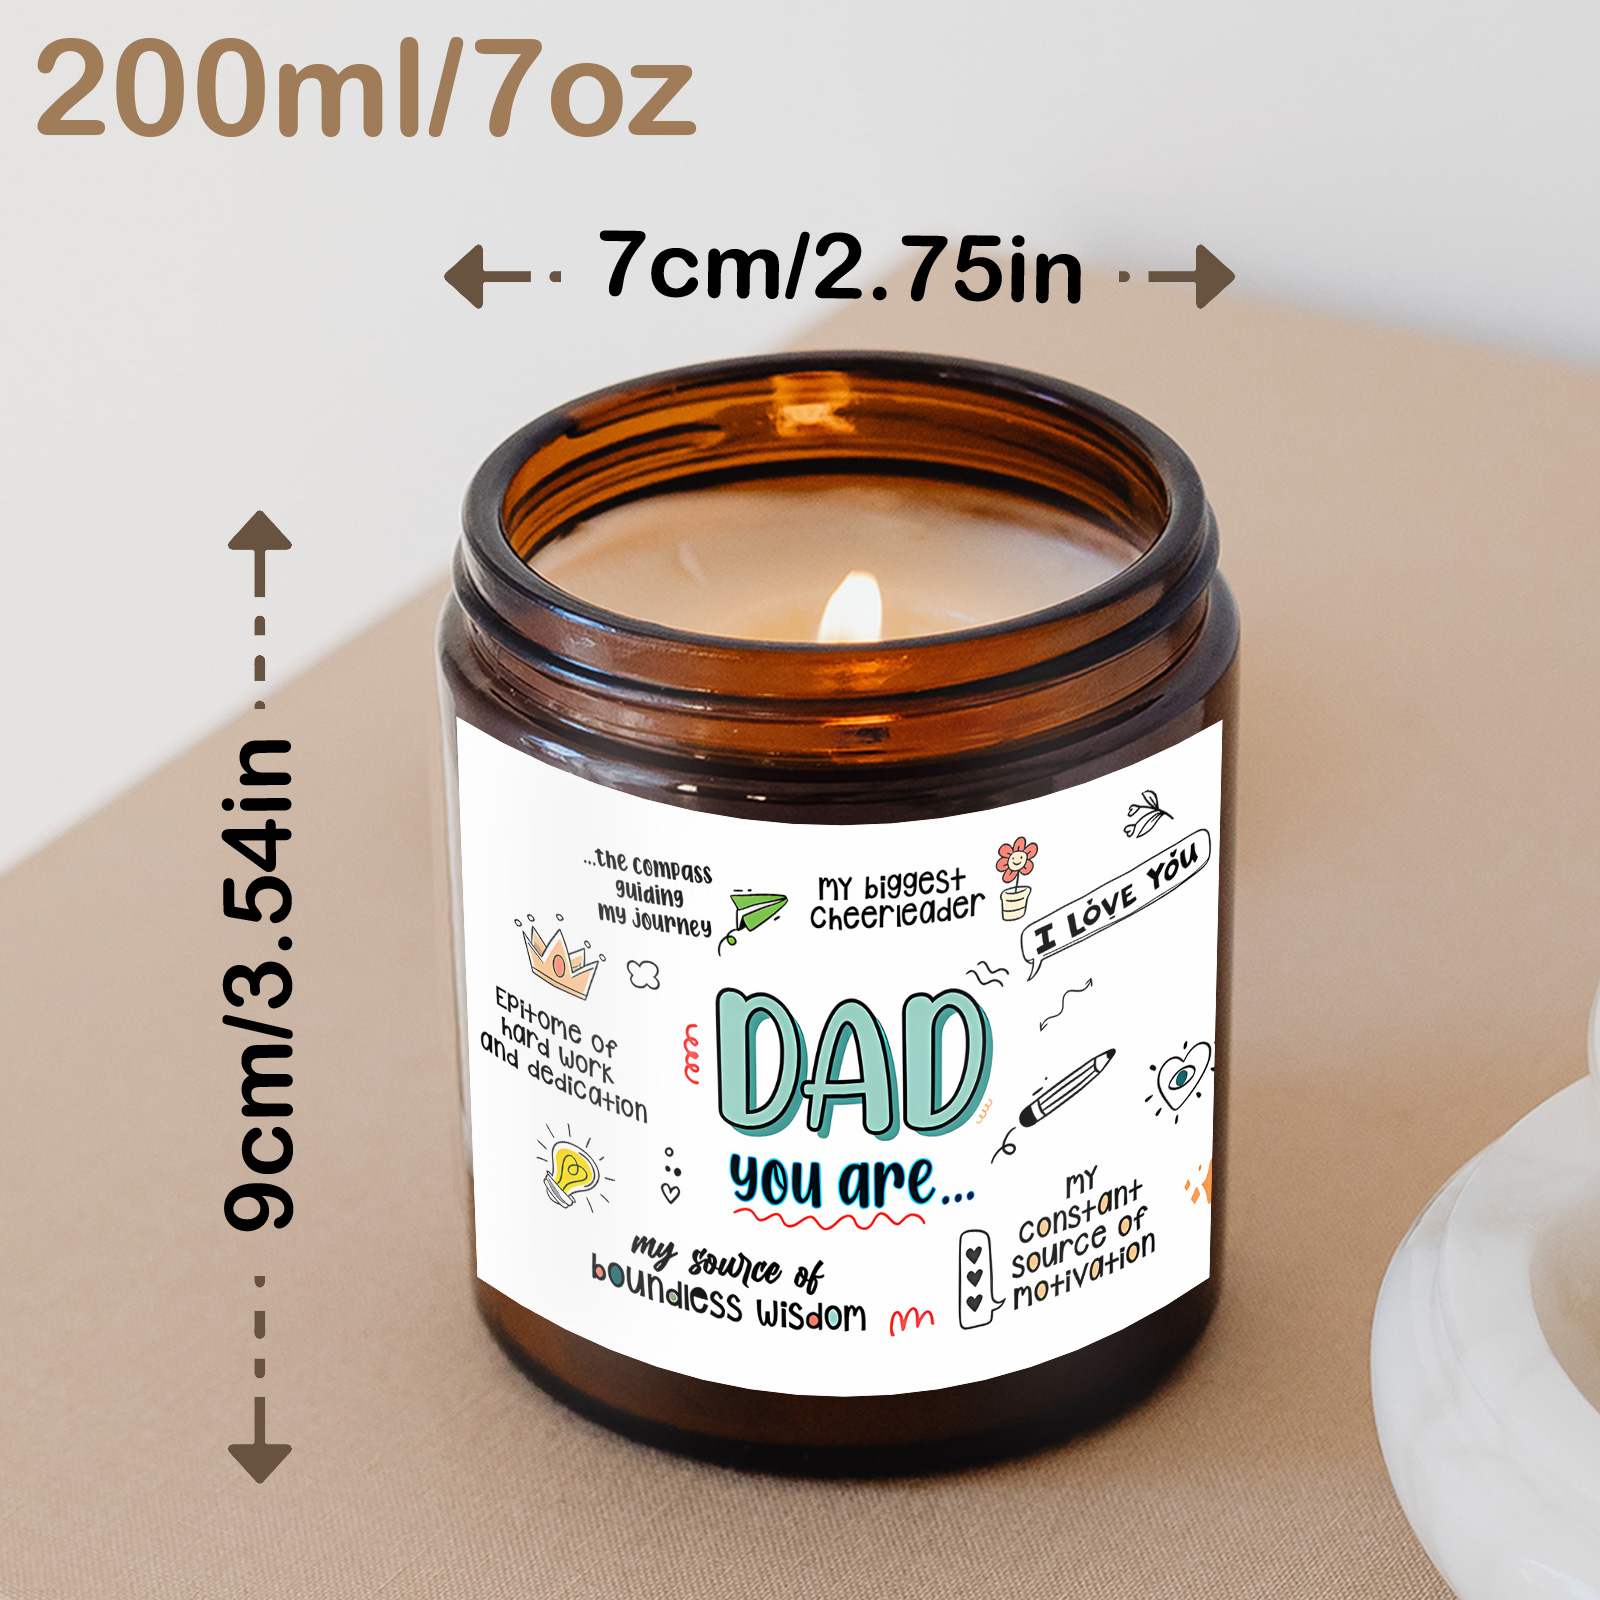 200ml/7oz
7cm/2.75in
9cm/3.54in
...the compass
guiding
my journey
my biggest
cheerleader
I LOVE YOU
Epitome of
hard work
and dedication
DAD
you are...
my source of
boundless wisdom
my
constant
source of
motivation